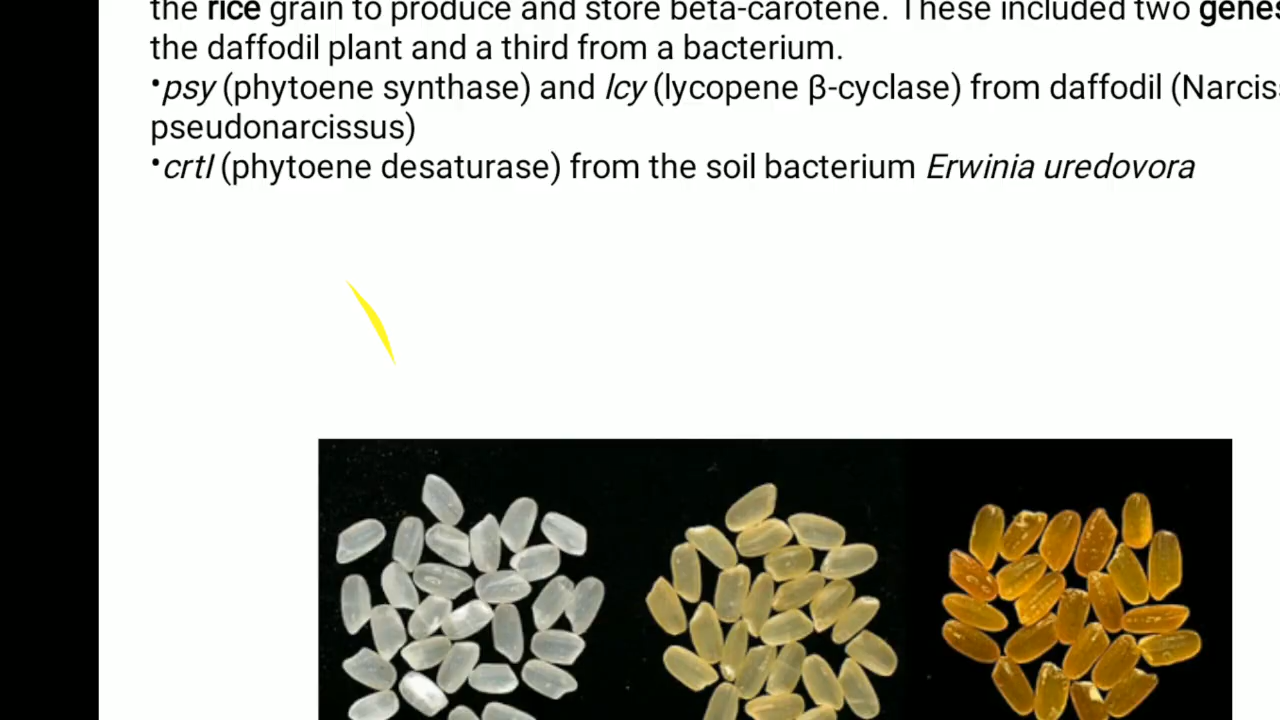 the rice grain to produce and store beta-carotene. These included two genes
the daffodil plant and a third from a bacterium.
•psy (phytoene synthase) and lcy (lycopene β-cyclase) from daffodil (Narciss
pseudonarcissus)
•crtI (phytoene desaturase) from the soil bacterium Erwinia uredovora